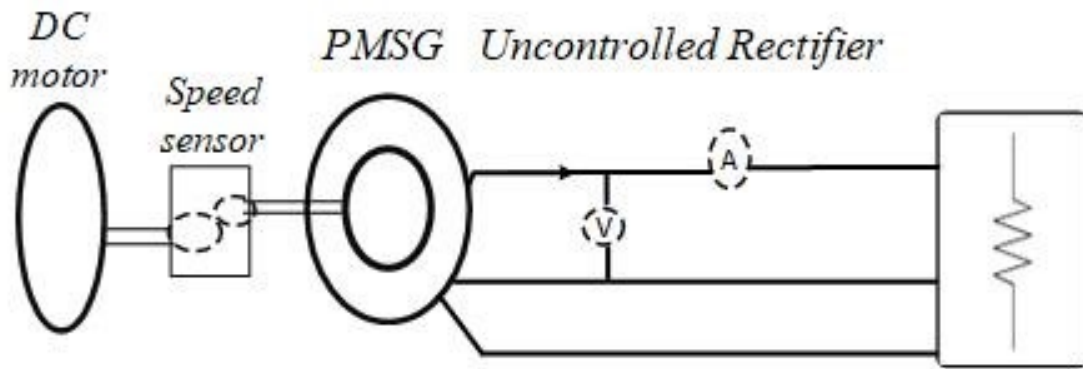 DC
motor
Speed
sensor
PMSG
Uncontrolled Rectifier
A
V